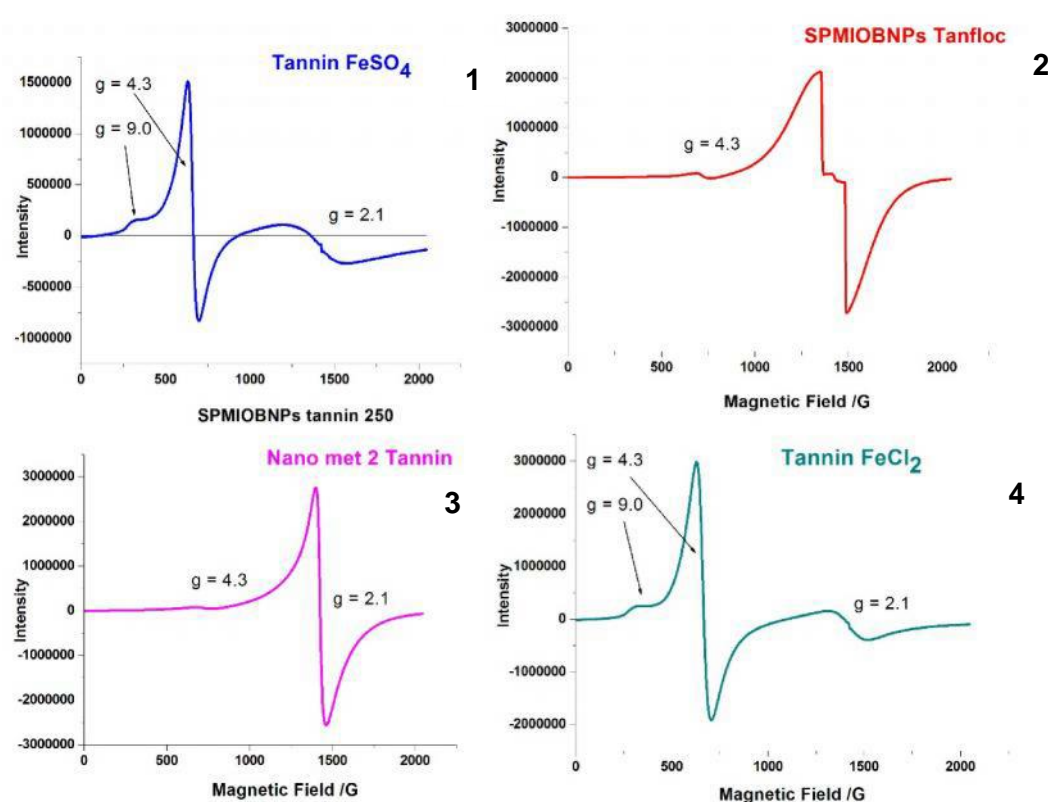 Tannin FeSO4
1
g = 4.3
g = 9.0
g = 2.1
Intensity
1500000
1000000
500000
0
-500000
-1000000
0
500
1000
1500
2000
SPMIOBNPs tannin 250
SPMIOBNPs Tanfloc
2
g = 4.3
Intensity
3000000
2000000
1000000
0
-1000000
-2000000
-3000000
0
500
1000
1500
2000
Magnetic Field /G
Nano met 2 Tannin
3
g = 4.3
g = 2.1
Intensity
3000000
2000000
1000000
0
-1000000
-2000000
-3000000
0
500
1000
1500
2000
Magnetic Field /G
Tannin FeCl2
4
g = 4.3
g = 9.0
g = 2.1
Intensity
3000000
2000000
1000000
0
-1000000
-2000000
0
500
1000
1500
2000
Magnetic Field /G